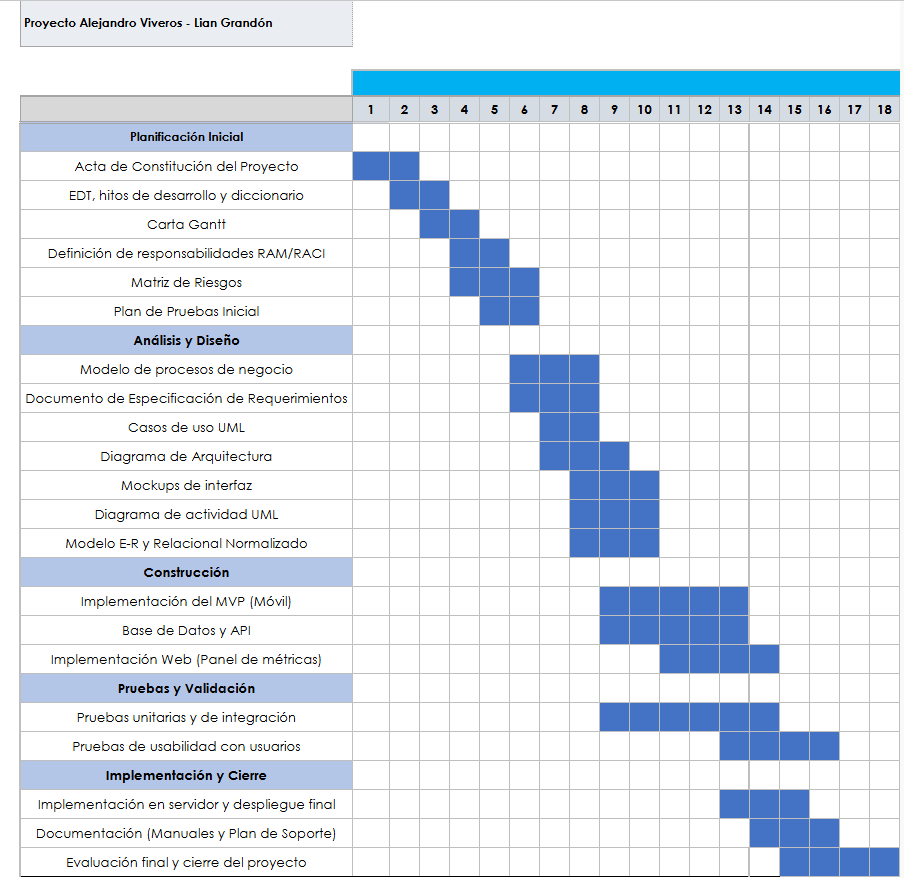 Proyecto Alejandro Viveros - Lian Grandón
1 2 3 4 5 6 7 8 9 10 11 12 13 14 15 16 17 18
Planificación Inicial
Acta de Constitución del Proyecto
EDT, hitos de desarrollo y diccionario
Carta Gantt
Definición de responsabilidades RAM/RACI
Matriz de Riesgos
Plan de Pruebas Inicial
Análisis y Diseño
Modelo de procesos de negocio
Documento de Especificación de Requerimientos
Casos de uso UML
Diagrama de Arquitectura
Mockups de interfaz
Diagrama de actividad UML
Modelo E-R y Relacional Normalizado
Construcción
Implementación del MVP (Móvil)
Base de Datos y API
Implementación Web (Panel de métricas)
Pruebas y Validación
Pruebas unitarias y de integración
Pruebas de usabilidad con usuarios
Implementación y Cierre
Implementación en servidor y despliegue final
Documentación (Manuales y Plan de Soporte)
Evaluación final y cierre del proyecto